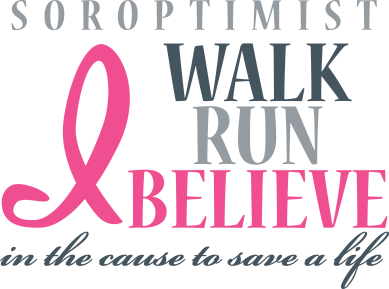 SOROPTIMIST
WALK
RUN
BELIEVE
in the cause to save a life